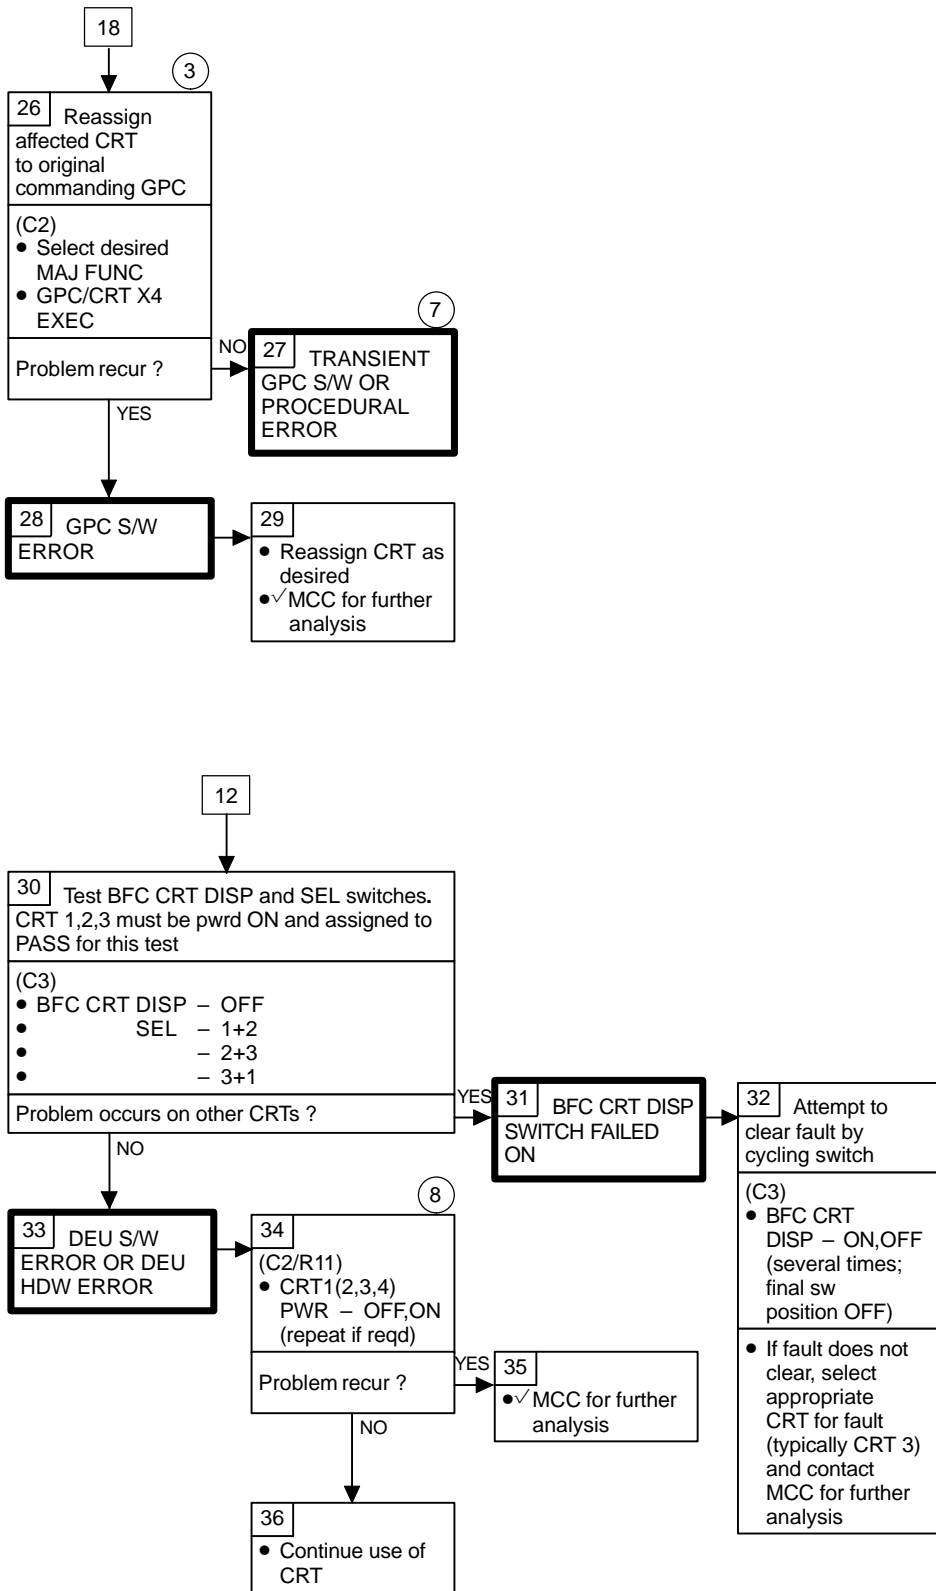 18
3
26 Reassign
affected CRT
to original
commanding GPC
(C2)
• Select desired
MAJ FUNC
• GPC/CRT X4
EXEC
Problem recur ?
NO
YES
7
27 TRANSIENT
GPC S/W OR
PROCEDURAL
ERROR
28 GPC S/W
ERROR
29
• Reassign CRT as
desired
• √ MCC for further
analysis
12
30 Test BFC CRT DISP and SEL switches.
CRT 1,2,3 must be pwrd ON and assigned to
PASS for this test
(C3)
• BFC CRT DISP – OFF
• SEL – 1+2
• – 2+3
• – 3+1
Problem occurs on other CRTs ?
YES
NO
31 BFC CRT DISP
SWITCH FAILED
ON
32 Attempt to
clear fault by
cycling switch
(C3)
• BFC CRT
DISP – ON,OFF
(several times;
final sw
position OFF)
• If fault does not
clear, select
appropriate
CRT for fault
(typically CRT 3)
and contact
MCC for further
analysis
33 DEU S/W
ERROR OR DEU
HDW ERROR
8
34
(C2/R11)
• CRT1(2,3,4)
PWR – OFF,ON
(repeat if reqd)
Problem recur ?
YES
NO
35
• √ MCC for further
analysis
36
• Continue use of
CRT